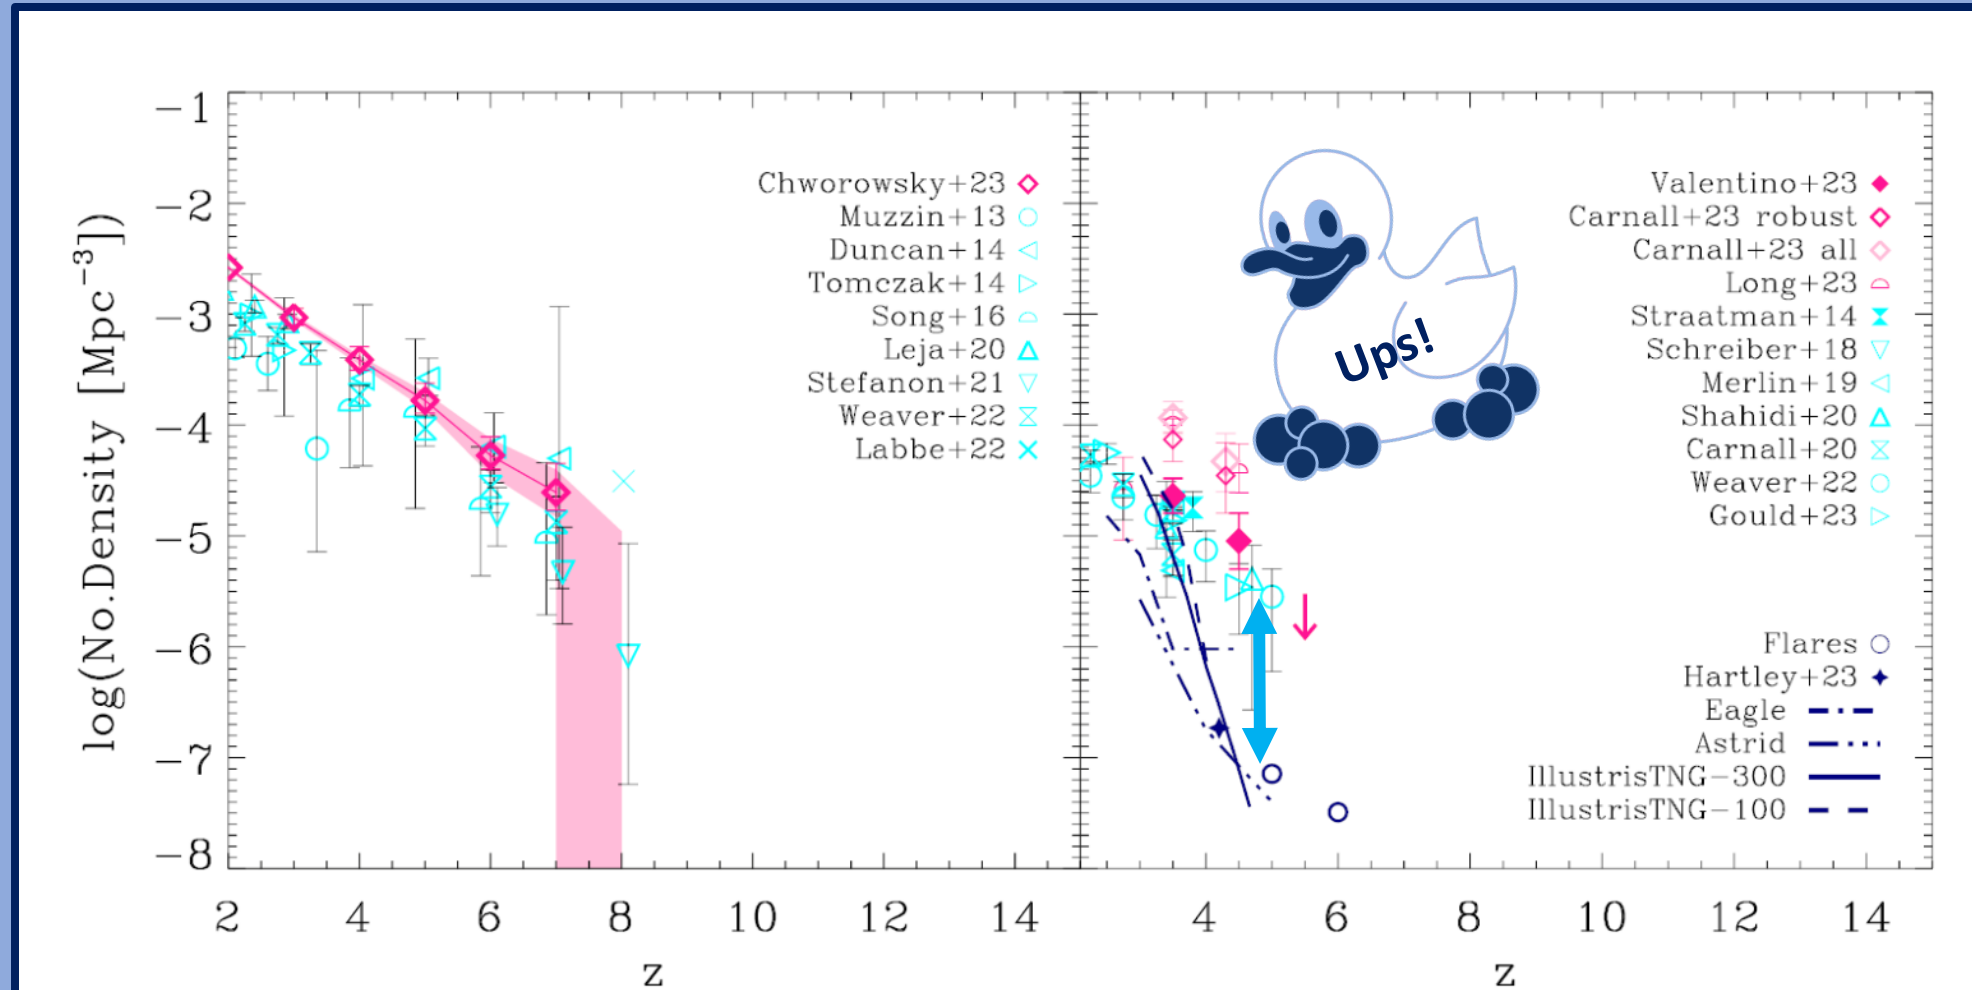 log(No.Density [Mpc⁻³])
−1
−2
−3
−4
−5
−6
−7
−8
Chworowsky+23
Muzzin+13
Duncan+14
Tomczak+14
Song+16
Leja+20
Stefanon+21
Weaver+22
Labbe+22
2 4 6 8 10 12 14
z
Valentino+23
Carnall+23 robust
Carnall+23 all
Long+23
Straatman+14
Schreiber+18
Merlin+19
Shahidi+20
Carnall+20
Weaver+22
Gould+23
Ups!
Flares
Hartley+23
Eagle
Astrid
IllustrisTNG−300
IllustrisTNG−100
4 6 8 10 12 14
z